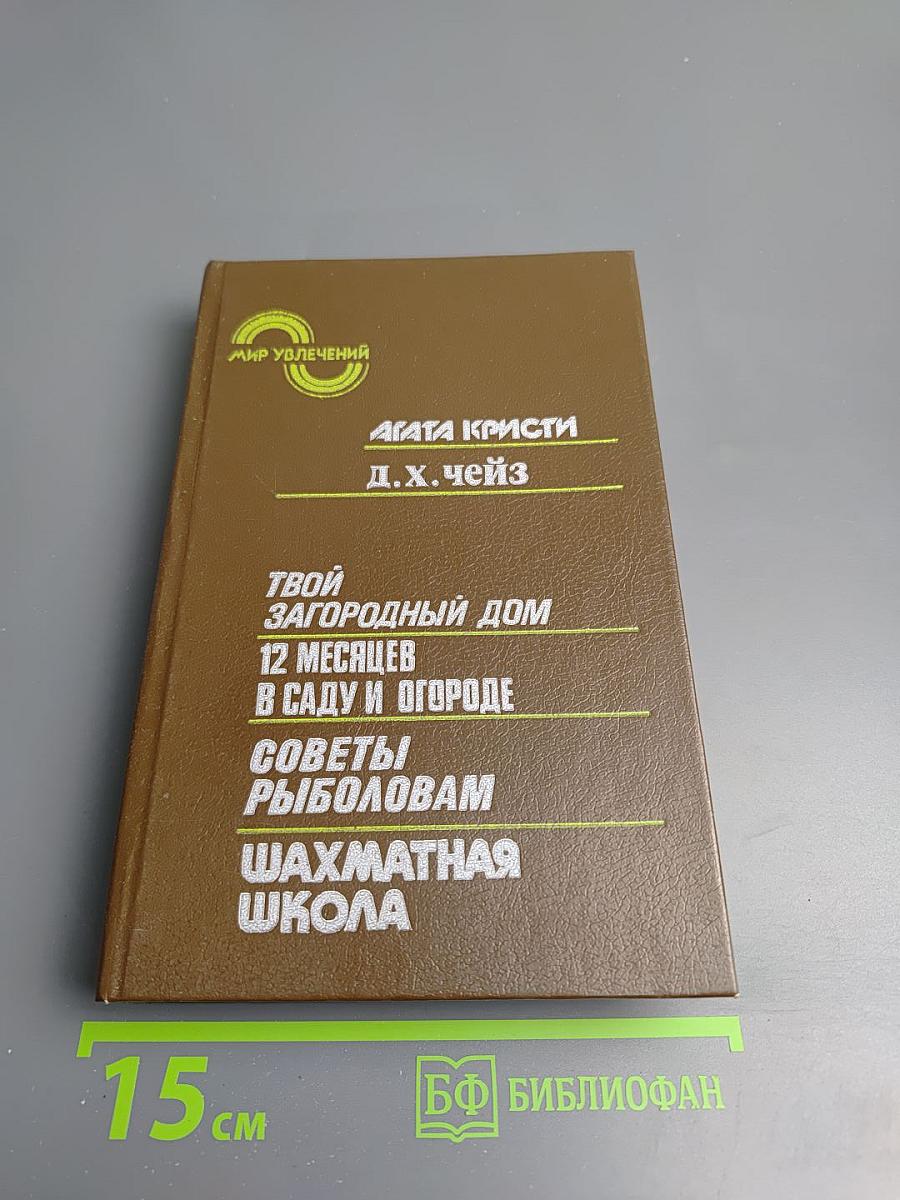 МИР УВЛЕЧЕНИЙ
АГАТА КРИСТИ
Д.Х.ЧЕЙЗ
ТВОЙ
ЗАГОРОДНЫЙ ДОМ
12 МЕСЯЦЕВ
В САДУ И ОГОРОДЕ
СОВЕТЫ
РЫБОЛОВАМ
ШАХМАТНАЯ
ШКОЛА
15 см
БФ БИБЛИОФАН